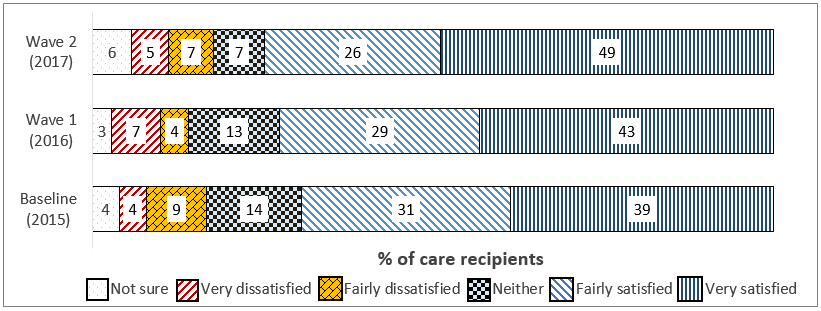 Wave 2
(2017)
6 5 7 7 26 49
Wave 1
(2016)
3 7 4 13 29 43
Baseline
(2015)
4 4 9 14 31 39
% of care recipients
Not sure Very dissatisfied Fairly dissatisfied Neither Fairly satisfied Very satisfied